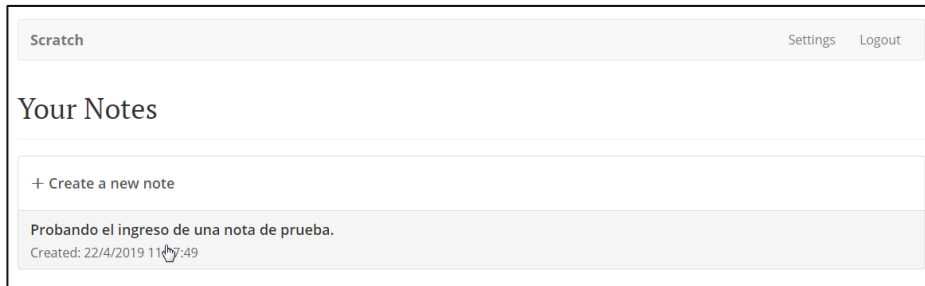 Scratch
Settings Logout
Your Notes
+ Create a new note
Probando el ingreso de una nota de prueba.
Created: 22/4/2019